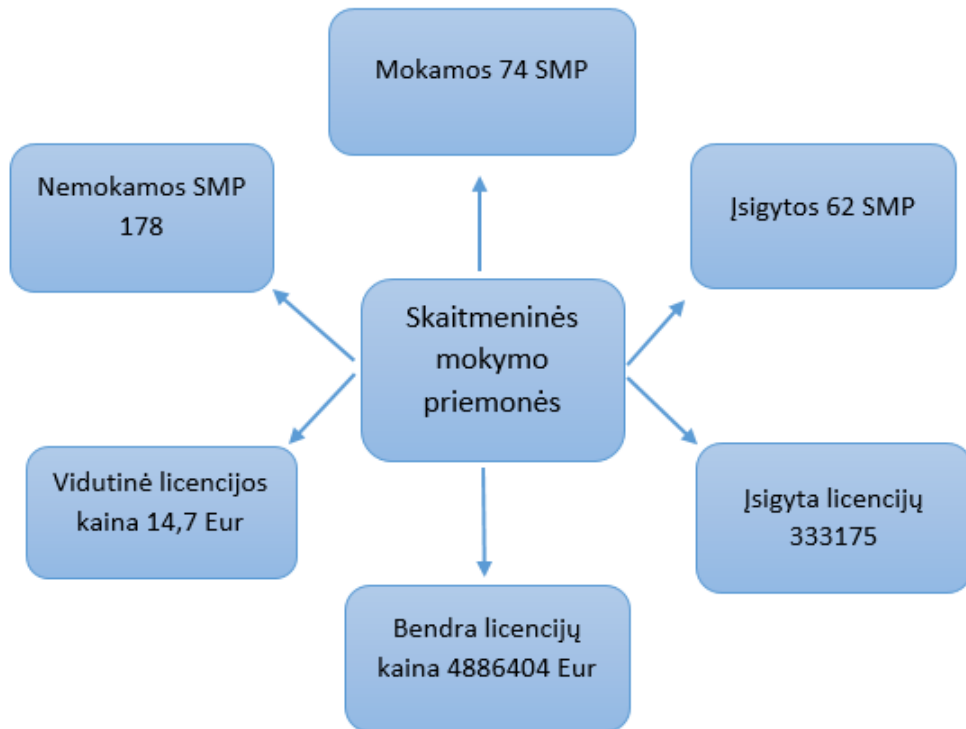 Mokamos 74 SMP
Nemokamos SMP
178
Įsigytos 62 SMP
Skaitmeninės
mokymo
priemonės
Vidutinė licencijos
kaina 14,7 Eur
Įsigyta licencijų
333175
Bendra licencijų
kaina 4886404 Eur